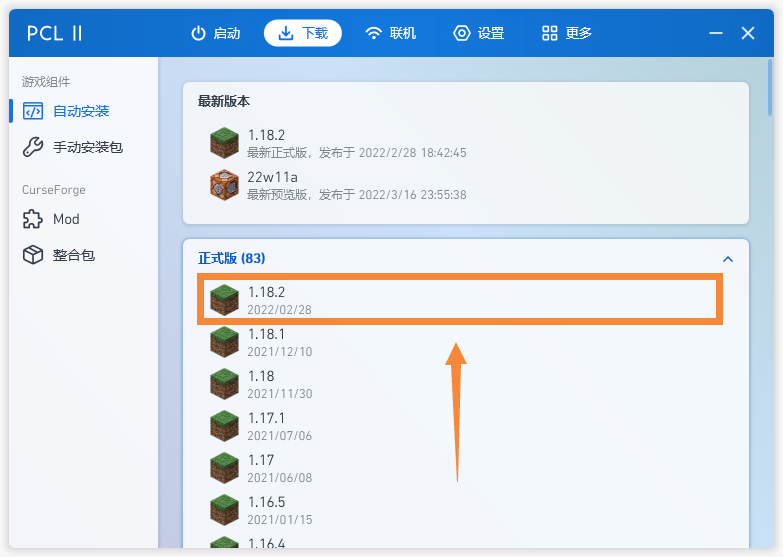 PCL II
启动
下载
联机
设置
更多
游戏组件
自动安装
手动安装包
CurseForge
Mod
整合包
最新版本
1.18.2
最新正式版，发布于 2022/2/28 18:42:45
22w11a
最新预览版，发布于 2022/3/16 23:55:38
正式版 (83)
1.18.2
2022/02/28
1.18.1
2021/12/10
1.18
2021/11/30
1.17.1
2021/07/06
1.17
2021/06/08
1.16.5
2021/01/15
1.16.4